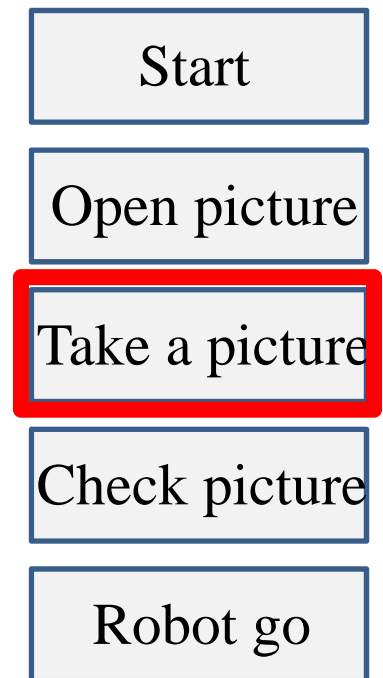 Start
Open picture
Take a picture
Check picture
Robot go